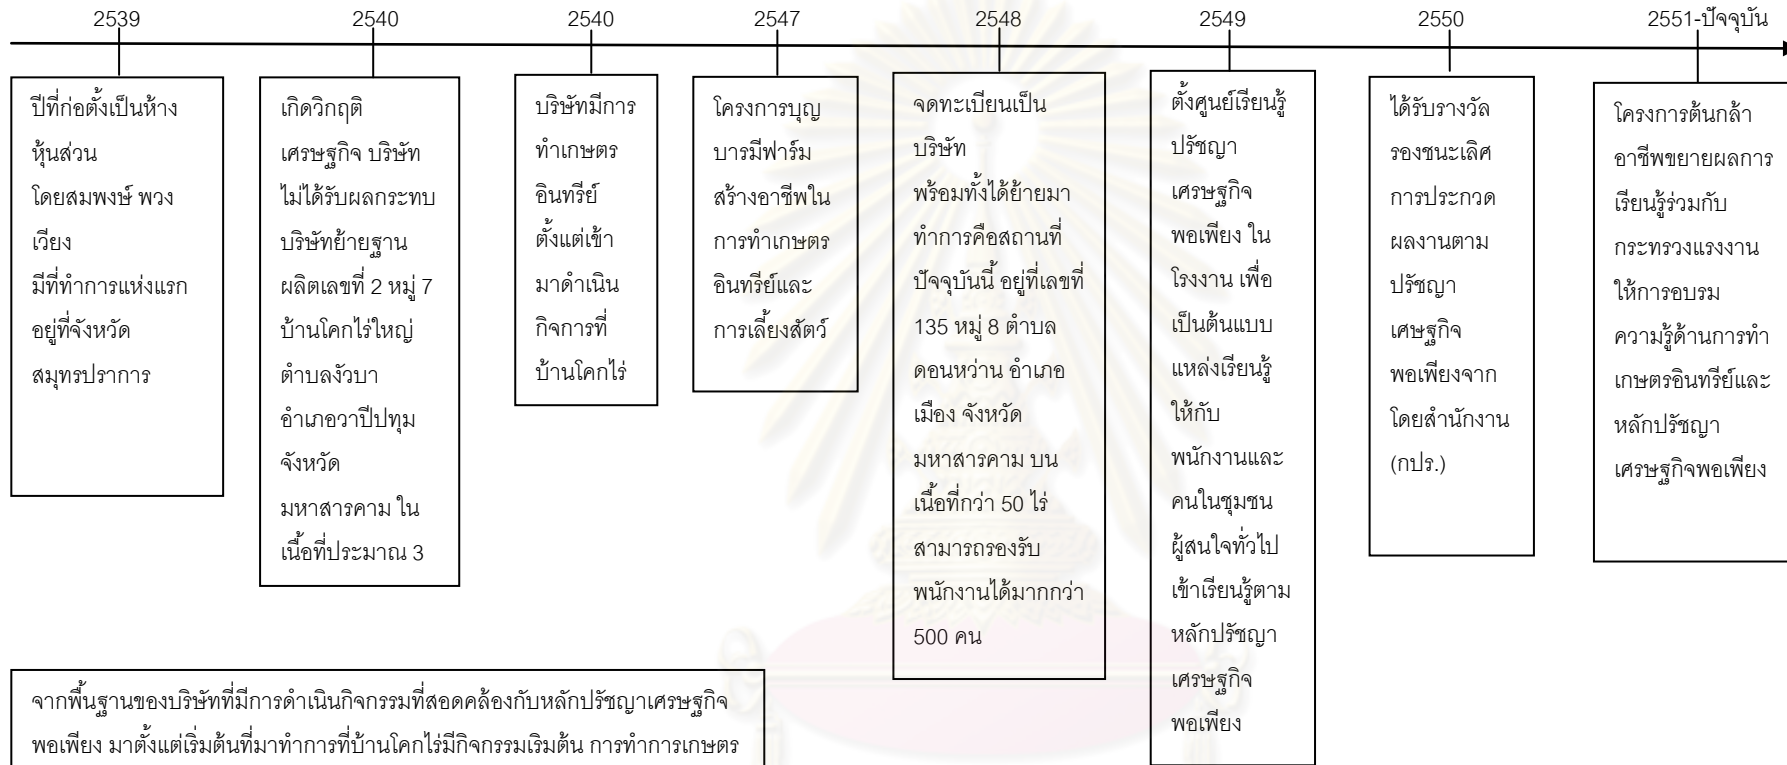 2539
2540
2540
2547
2548
2549
2550
2551-ปัจจุบัน
ปีที่ก่อตั้งเป็นห้าง
หุ้นส่วน
โดยสมพงษ์ พวง
เวียง
มีที่ทำการแห่งแรก
อยู่ที่จังหวัด
สมุทรปราการ
เกิดวิกฤติ
เศรษฐกิจ บริษัท
ไม่ได้รับผลกระทบ
บริษัทย้ายฐาน
ผลิตเลขที่ 2 หมู่ 7
บ้านโคกไร่ใหญ่
ตำบลงัวบา
อำเภอวาปีปทุม
จังหวัด
มหาสารคาม ใน
เนื้อที่ประมาณ 3
บริษัทมีการ
ทำเกษตร
อินทรีย์
ตั้งแต่เข้า
มาดำเนิน
กิจการที่
บ้านโคกไร่
โครงการบุญ
บารมีฟาร์ม
สร้างอาชีพใน
การทำเกษตร
อินทรีย์และ
การเลี้ยงสัตว์
จดทะเบียนเป็น
บริษัท
พร้อมทั้งได้ย้ายมา
ทำการคือสถานที่
ปัจจุบันนี้ อยู่ที่เลขที่
135 หมู่ 8 ตำบล
ดอนหว่าน อำเภอ
เมือง จังหวัด
มหาสารคาม บน
เนื้อที่กว่า 50 ไร่
สามารถรองรับ
พนักงานได้มากกว่า
500 คน
ตั้งศูนย์เรียนรู้
ปรัชญา
เศรษฐกิจ
พอเพียง ใน
โรงงาน เพื่อ
เป็นต้นแบบ
แหล่งเรียนรู้
ให้กับ
พนักงานและ
คนในชุมชน
ผู้สนใจทั่วไป
เข้าเรียนรู้ตาม
หลักปรัชญา
เศรษฐกิจ
พอเพียง
ได้รับรางวัล
รองชนะเลิศ
การประกวด
ผลงานตาม
ปรัชญา
เศษฐกิจ
พอเพียงจาก
โดยสำนักงาน
(กปร.)
โครงการต้นกล้า
อาชีพขยายผลการ
เรียนรู้ร่วมกับ
กระทรวงแรงงาน
ให้การอบรม
ความรู้ด้านการทำ
เกษตรอินทรีย์และ
หลักปรัชญา
เศรษฐกิจพอเพียง
จากพื้นฐานของบริษัทที่มีการดำเนินกิจกรรมที่สอดคล้องกับหลักปรัชญาเศรษฐกิจ
พอเพียง มาตั้งแต่เริ่มต้นที่มาทำการที่บ้านโคกไร่มีกิจกรรมเริ่มต้น การทำการเกษตร